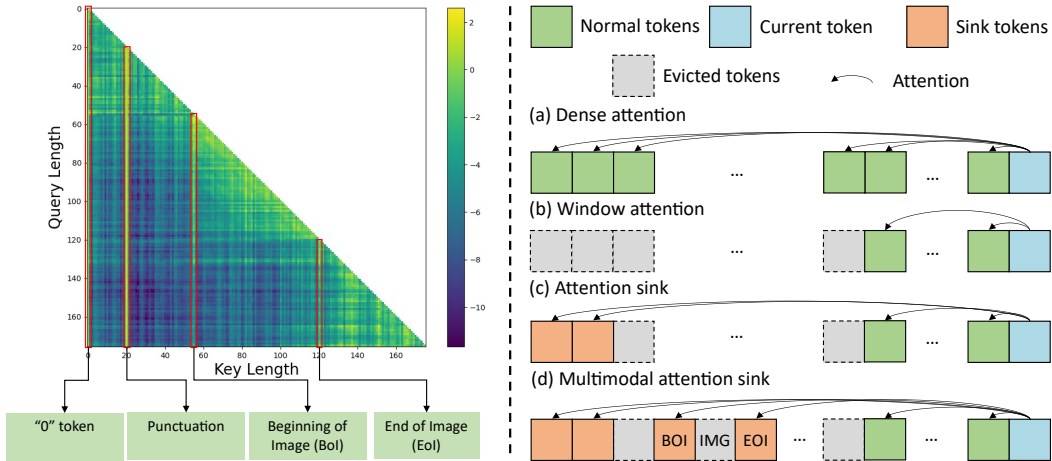 0
20
40
60
80
100
120
140
160
Query Length
0 20 40 60 80 100 120 140 160
Key Length
2
0
−2
−4
−6
−8
−10
“0” token
Punctuation
Beginning of
Image (BoI)
End of Image
(EoI)
Normal tokens
Current token
Sink tokens
Evicted tokens
Attention
(a) Dense attention
... ...
(b) Window attention
... ...
(c) Attention sink
... ...
(d) Multimodal attention sink
BOI IMG EOI ... ...